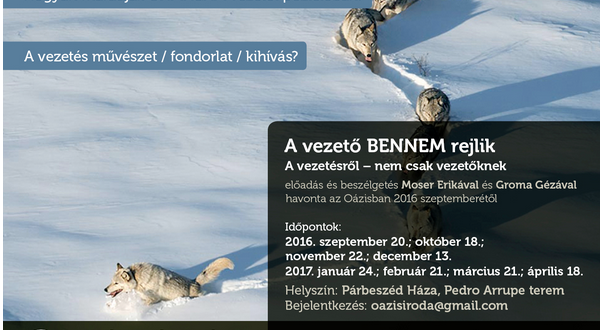 A vezetés művészet / fondorlat / kihívás?
A vezető BENNEM rejlik
A vezetésről – nem csak vezetőknek
előadás és beszélgetés Moser Erikával és Groma Gézával
havonta az Oázisban 2016 szeptemberétől
Időpontok:
2016. szeptember 20.; október 18.;
november 22.; december 13.
2017. január 24.; február 21.; március 21.; április 18.
Helyszín: Párbeszéd Háza, Pedro Arrupe terem
Bejelentkezés: oazisiroda@gmail.com